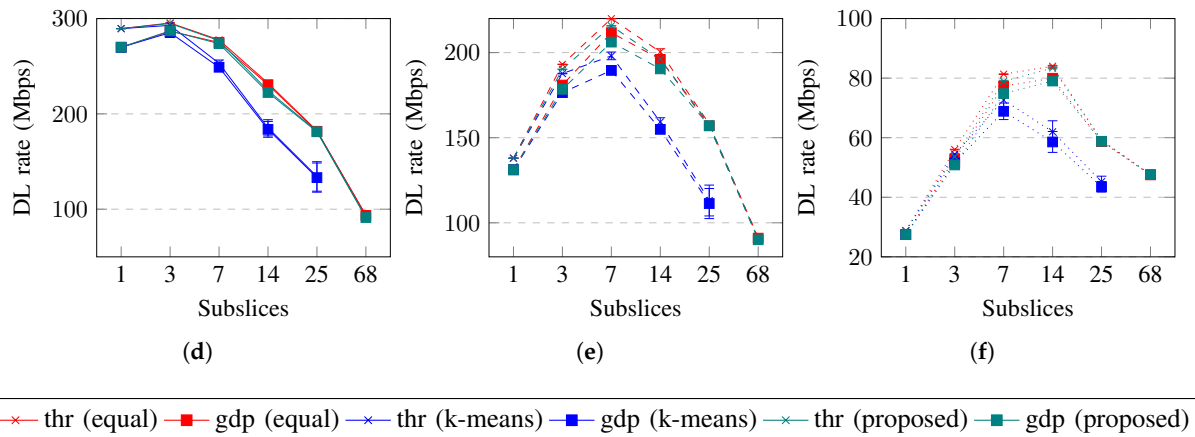 300
200
100
DL rate (Mbps)
1 3 7 14 25 68
Subslices
(d)
200
150
100
DL rate (Mbps)
1 3 7 14 25 68
Subslices
(e)
100
80
60
40
20
DL rate (Mbps)
1 3 7 14 25 68
Subslices
(f)
thr (equal) gdp (equal) thr (k-means) gdp (k-means) thr (proposed) gdp (proposed)